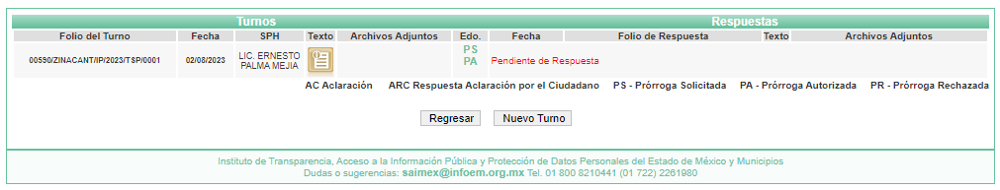 Turnos Respuestas
Folio del Turno Fecha SPH Texto Archivos Adjuntos Edo. Fecha Folio de Respuesta Texto Archivos Adjuntos
00590/ZINACANT/IP/2023/TSP/0001 02/08/2023 LIC. ERNESTO PALMA MEJIA PS PA Pendiente de Respuesta
AC Aclaración ARC Respuesta Aclaración por el Ciudadano PS - Prórroga Solicitada PA - Prórroga Autorizada PR - Prórroga Rechazada
Regresar Nuevo Turno
Instituto de Transparencia, Acceso a la Información Pública y Protección de Datos Personales del Estado de México y Municipios
Dudas o sugerencias: saimex@infoem.org.mx Tel. 01 800 8210441 (01 722) 2261980